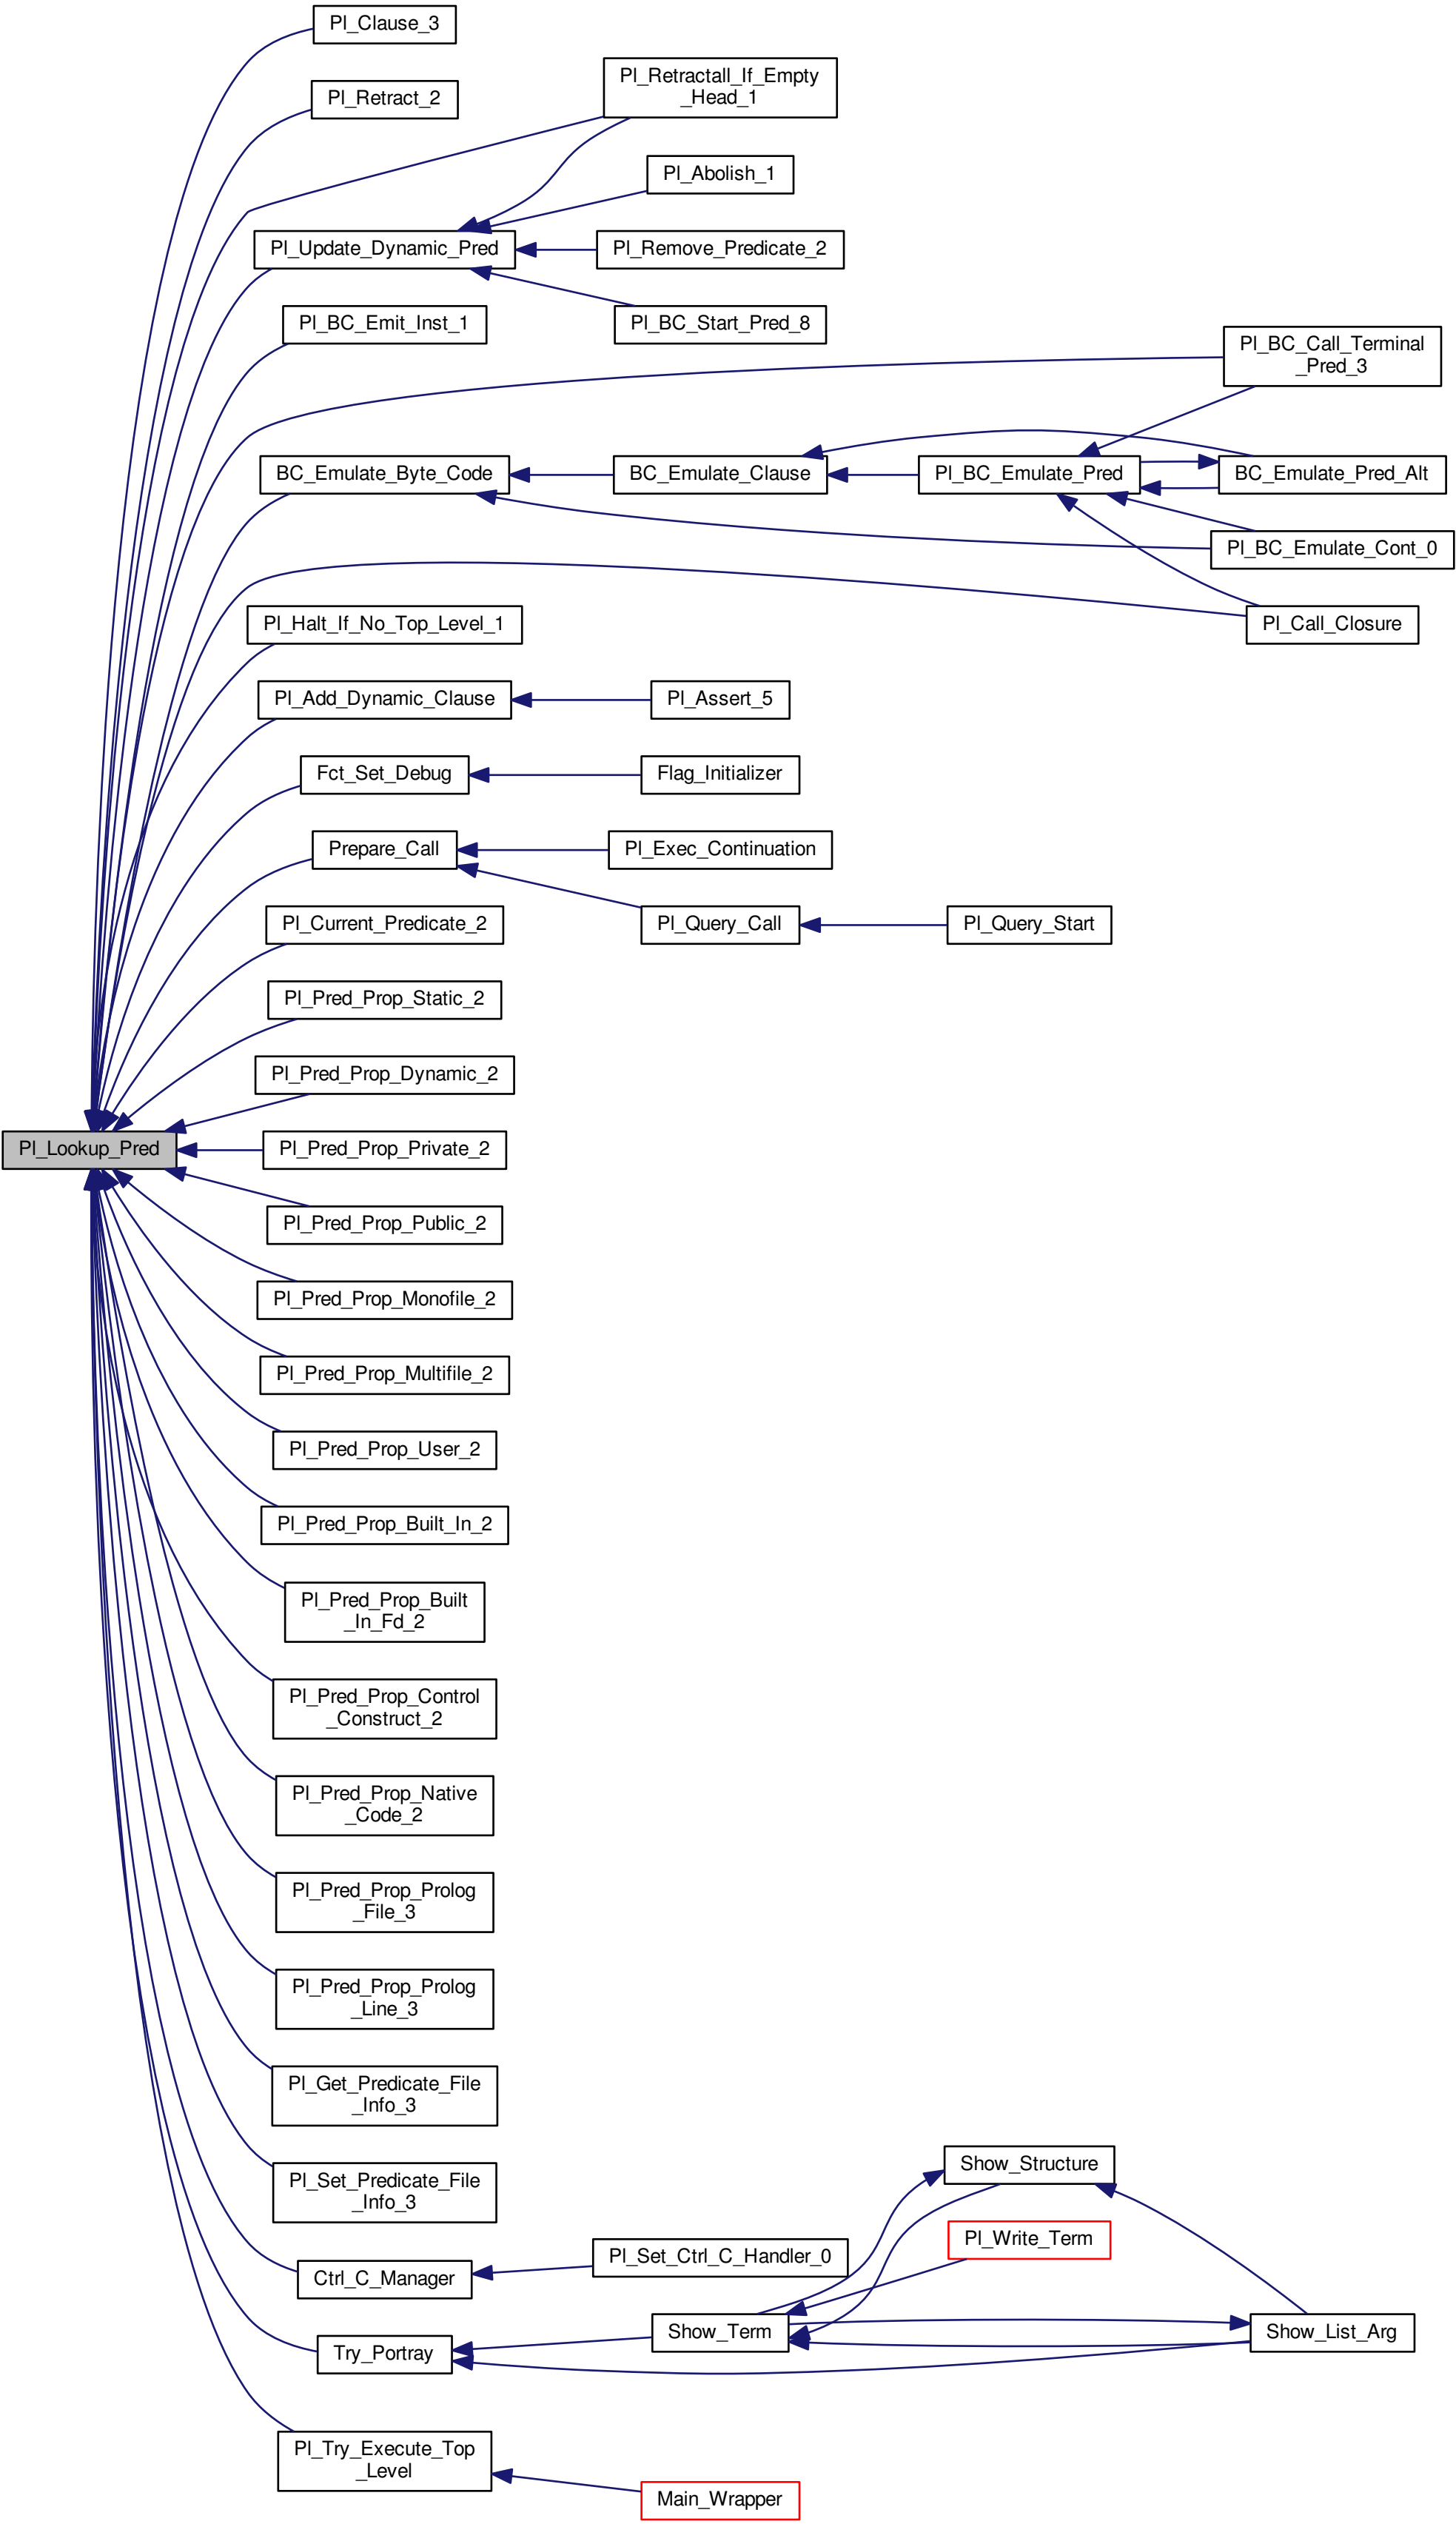 Pl_Clause_3
Pl_Retractall_If_Empty
_Head_1
Pl_Retract_2
Pl_Abolish_1
Pl_Update_Dynamic_Pred
Pl_Remove_Predicate_2
Pl_BC_Emit_Inst_1
Pl_BC_Start_Pred_8
Pl_BC_Call_Terminal
_Pred_3
BC_Emulate_Byte_Code
BC_Emulate_Clause
Pl_BC_Emulate_Pred
BC_Emulate_Pred_Alt
Pl_BC_Emulate_Cont_0
Pl_Halt_If_No_Top_Level_1
Pl_Call_Closure
Pl_Add_Dynamic_Clause
Pl_Assert_5
Fct_Set_Debug
Flag_Initializer
Prepare_Call
Pl_Exec_Continuation
Pl_Current_Predicate_2
Pl_Query_Call
Pl_Query_Start
Pl_Pred_Prop_Static_2
Pl_Pred_Prop_Dynamic_2
Pl_Lookup_Pred
Pl_Pred_Prop_Private_2
Pl_Pred_Prop_Public_2
Pl_Pred_Prop_Monofile_2
Pl_Pred_Prop_Multifile_2
Pl_Pred_Prop_User_2
Pl_Pred_Prop_Built_In_2
Pl_Pred_Prop_Built
_In_Fd_2
Pl_Pred_Prop_Control
_Construct_2
Pl_Pred_Prop_Native
_Code_2
Pl_Pred_Prop_Prolog
_File_3
Pl_Pred_Prop_Prolog
_Line_3
Pl_Get_Predicate_File
_Info_3
Pl_Set_Predicate_File
_Info_3
Show_Structure
Pl_Write_Term
Ctrl_C_Manager
Pl_Set_Ctrl_C_Handler_0
Try_Portray
Show_Term
Show_List_Arg
Pl_Try_Execute_Top
_Level
Main_Wrapper